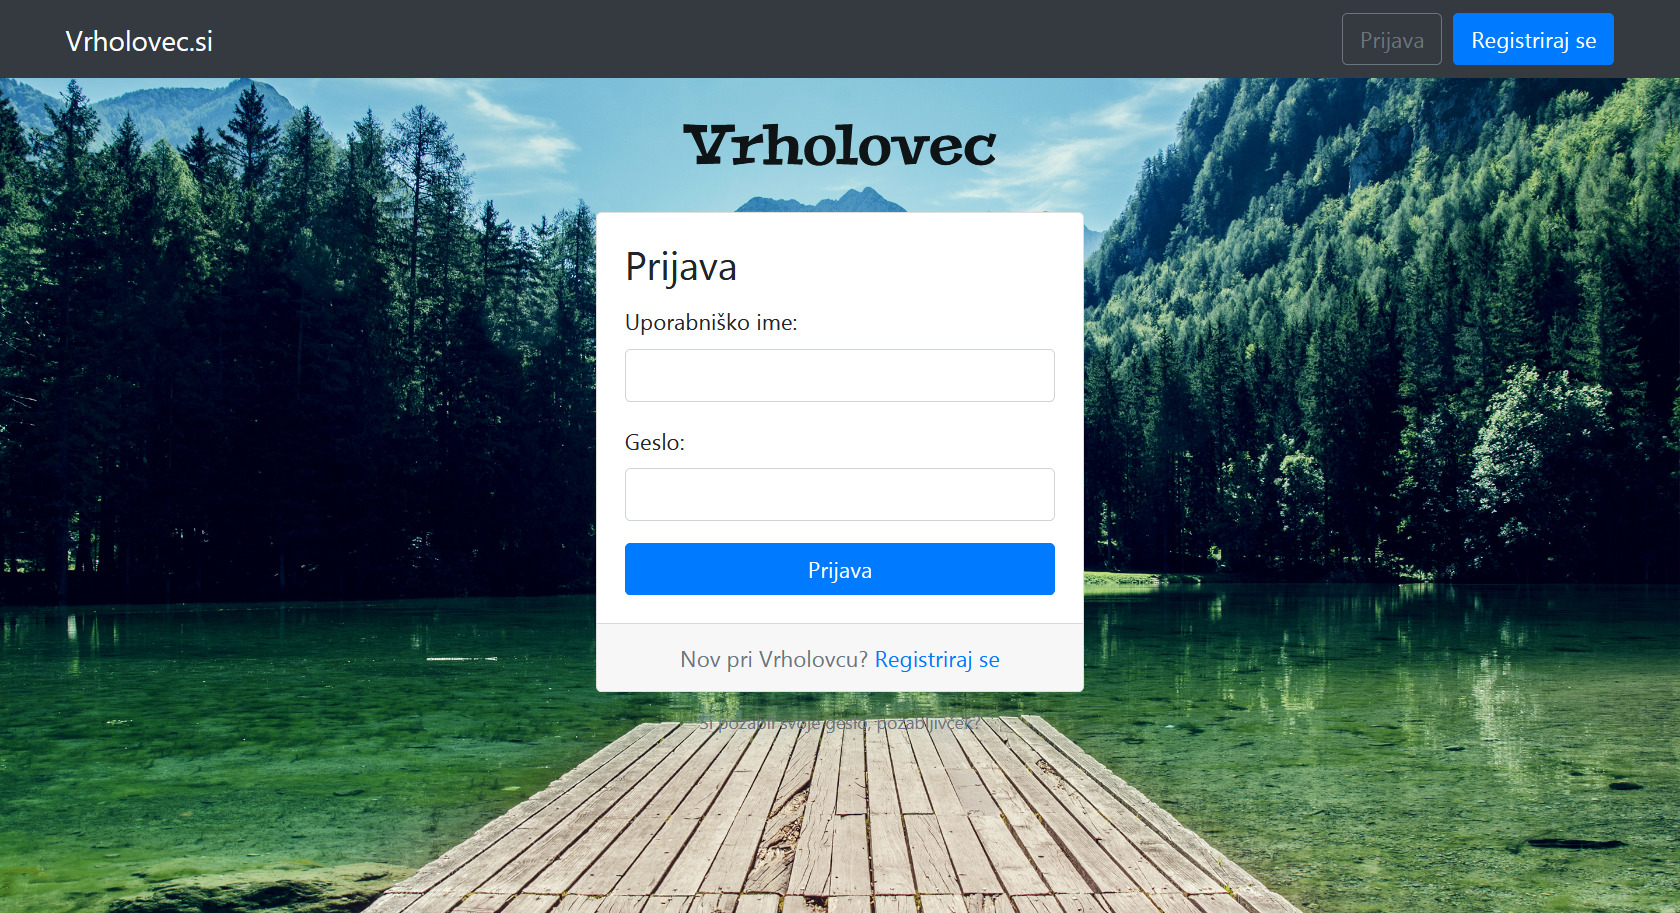 Vrholovec.si
Prijava
Registriraj se
Vrholovec
Prijava
Uporabniško ime:
Geslo:
Prijava
Nov pri Vrholovcu? Registriraj se
Si pozabil svoje geslo, pozabljivček?